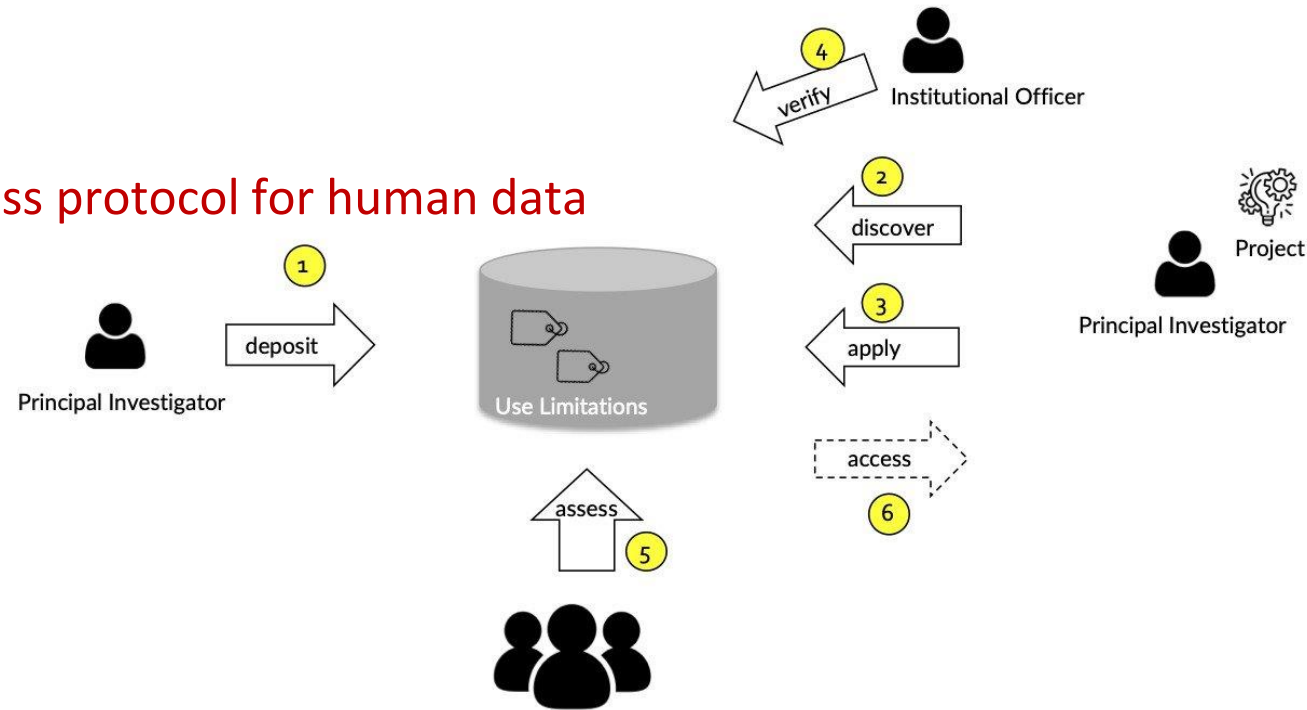 4
verify
Institutional Officer
2
discover
ss protocol for human data
Project
1
3
Principal Investigator
deposit
apply
Principal Investigator
Use Limitations
access
6
assess
5